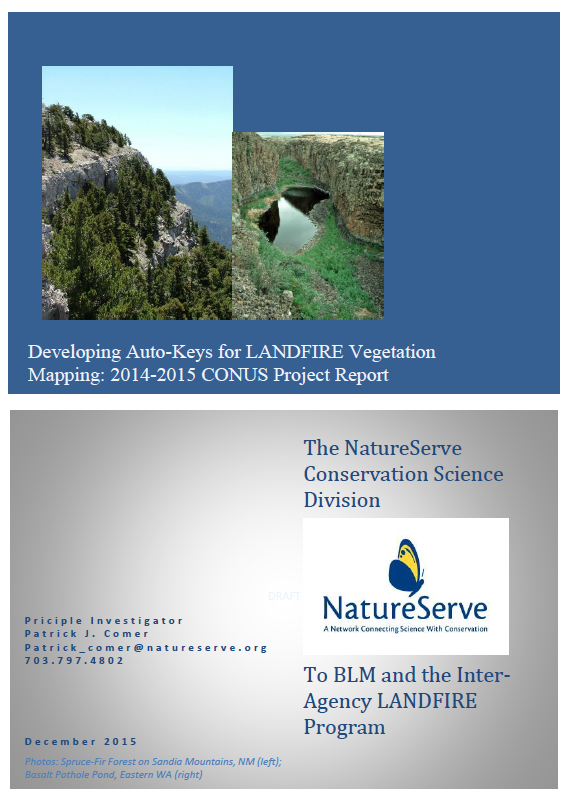 Developing Auto-Keys for LANDFIRE Vegetation
Mapping: 2014-2015 CONUS Project Report
The NatureServe
Conservation Science
Division
DRAFT
NatureServe
A Network Connecting Science With Conservation
Priciple Investigator
Patrick J. Comer
Patrick_comer@natureserve.org
703.797.4802
To BLM and the Inter-
Agency LANDFIRE
Program
December 2015
Photos: Spruce-Fir Forest on Sandia Mountains, NM (left);
Basalt Pothole Pond, Eastern WA (right)